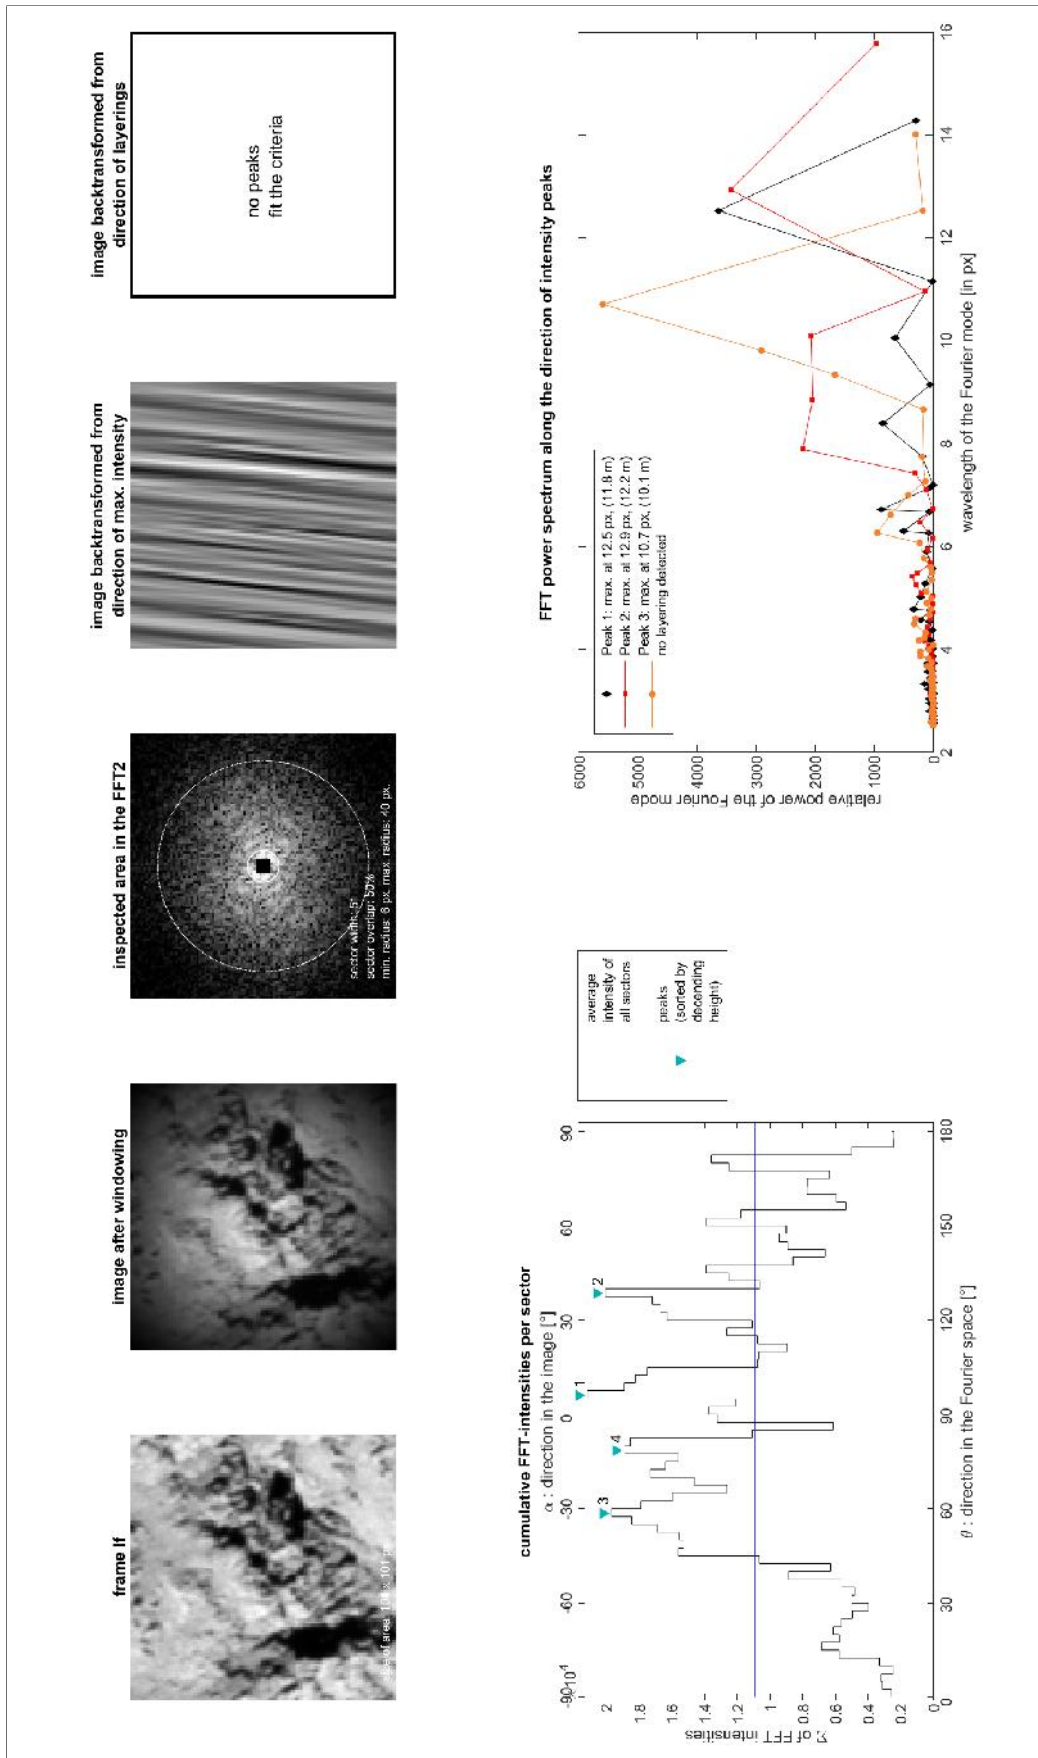 frame If
size of area: 101 x 101 px
image after windowing
inspected area in the FFT2
sector width: 5°
sector overlap: 50%
min. radius: 6 px, max. radius: 40 px.
image backtransformed from
direction of max. intensity
image backtransformed from
direction of layerings
no peaks
fit the criteria
cumulative FFT-intensities per sector
α : direction in the image [°]
-90 -60 -30 0 30 60 90
10⁴
2
1.8
1.6
1.4
1.2
1
0.8
0.6
0.4
0.2
0
Σ of FFT intensities
3
4
1
2
0 30 60 90 120 150 180
θ : direction in the Fourier space [°]
average
intensity of
all sectors
peaks
(sorted by
decending
height)
FFT power spectrum along the direction of intensity peaks
Peak 1: max. at 12.5 px, (11.8 m)
Peak 2: max. at 12.9 px, (12.2 m)
Peak 3: max. at 10.7 px, (10.1 m)
no layering detected
6000
5000
4000
3000
2000
1000
0
relative power of the Fourier mode
2 4 6 8 10 12 14 16
wavelength of the Fourier mode [in px]